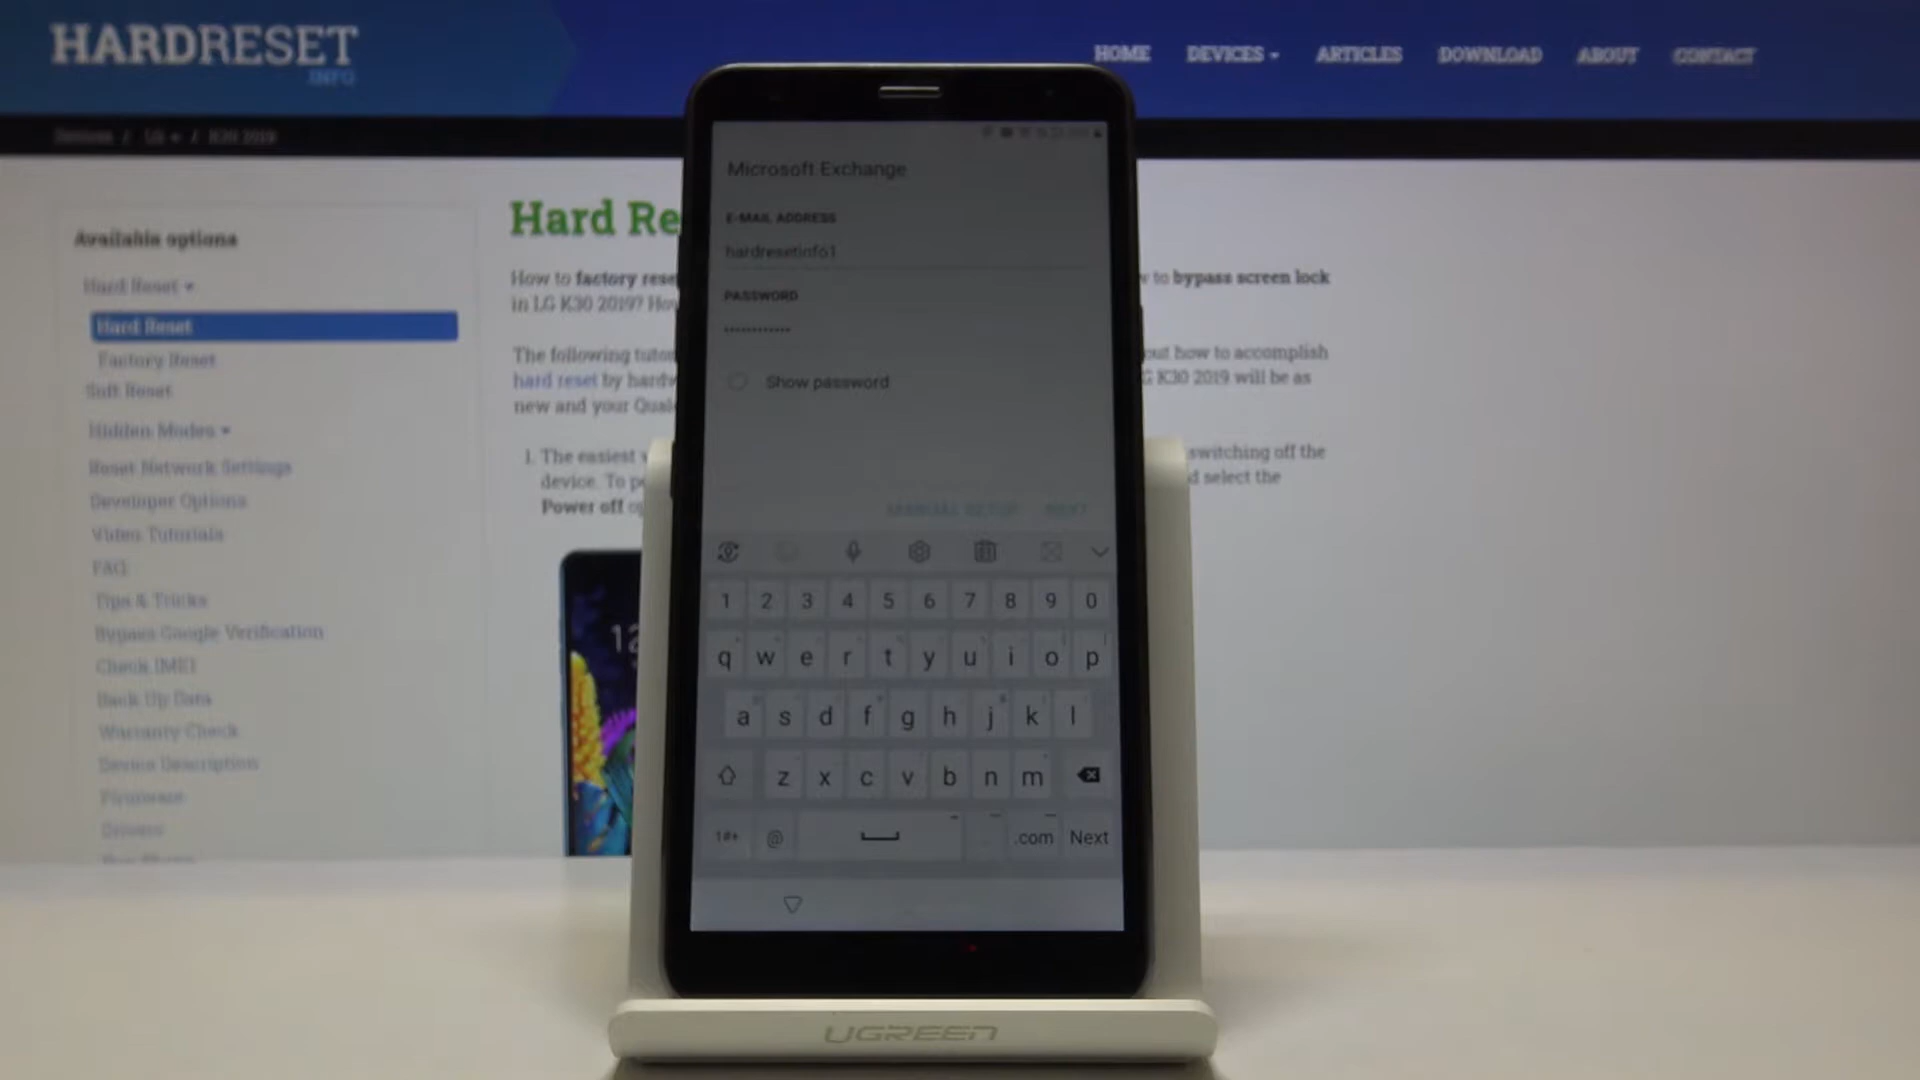 HARDRESET
INFO
HOME DEVICES ARTICLES DOWNLOAD ABOUT CONTACT
Devices / LG / K30 2019
Available options
Hard Reset
Hard Reset
Factory Reset
Soft Reset
Hidden Modes
Reset Network Settings
Developer Options
Video Tutorials
FAQ
Tips & Tricks
Bypass Google Verification
Check IMEI
Back Up Data
Warranty Check
Device Description
Firmware
Drivers
Hard Re
How to factory rese
to bypass screen lock
in LG K30 2019? How
The following tutor
out how to accomplish
hard reset by hardw
G K30 2019 will be as
new and your Qual
1. The easiest
switching off the
device. To pe
d select the
Power off op
Microsoft Exchange
E-MAIL ADDRESS
hardresetinfo1
PASSWORD
Show password
MANUAL SETUP NEXT
1 2 3 4 5 6 7 8 9 0
q w e r t y u i o p
a s d f g h j k l
z x c v b n m
1#+ @ .com Next
UGREEN